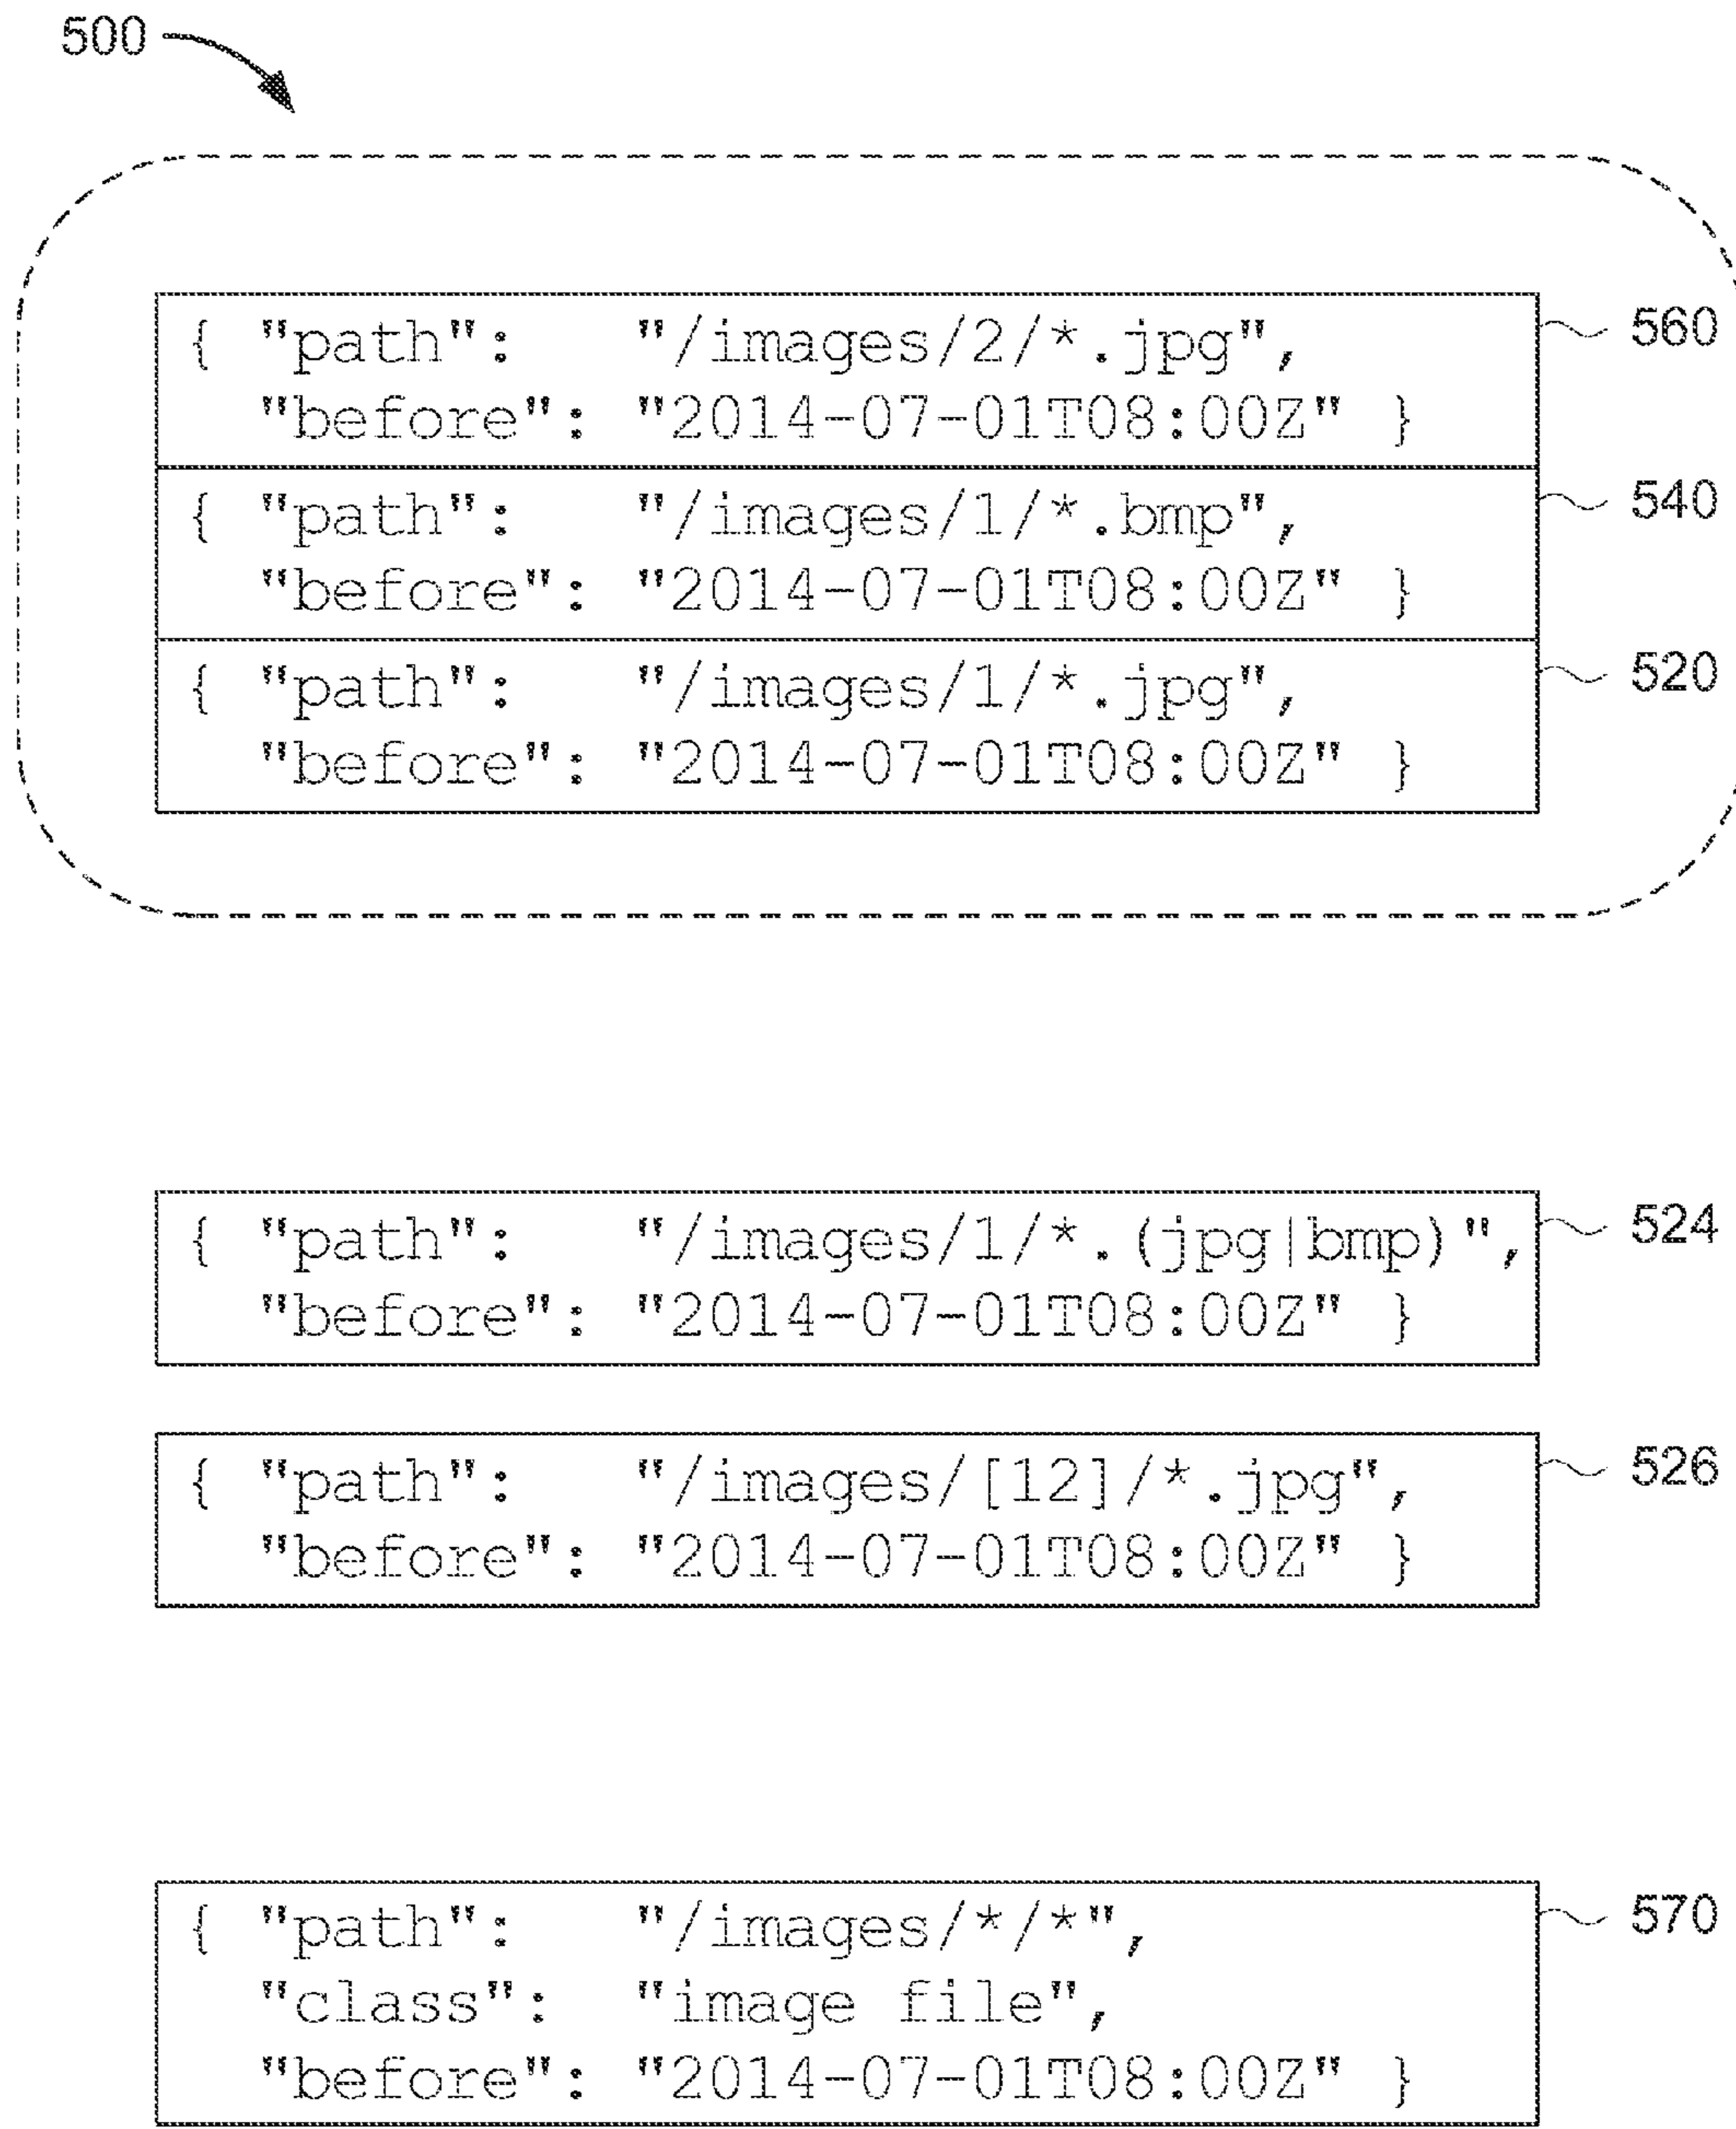 500
{ "path":   "/images/2/*.jpg", 560
"before": "2014-07-01T08:00Z" }
{ "path":   "/images/1/*.bmp", 540
"before": "2014-07-01T08:00Z" }
{ "path":   "/images/1/*.jpg", 520
"before": "2014-07-01T08:00Z" }
{ "path":   "/images/1/*.(jpg|bmp)", 524
"before": "2014-07-01T08:00Z" }
{ "path":   "/images/[12]/*.jpg", 526
"before": "2014-07-01T08:00Z" }
{ "path":   "/images/*/*", 570
"class":  "image file",
"before": "2014-07-01T08:00Z" }